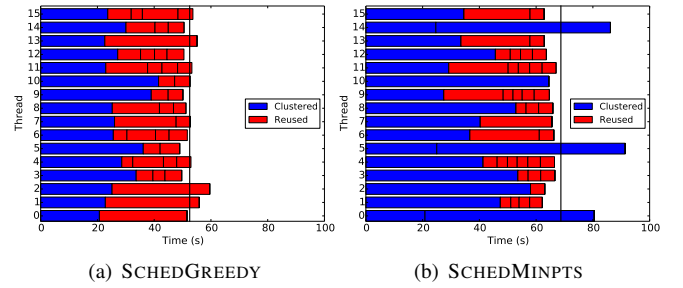 15
14
13
12
11
10
9
8
7
6
5
4
3
2
1
0
Thread
Clustered
Reused
0 20 40 60 80 100
Time (s)
(a) SCHEDGREEDY
15
14
13
12
11
10
9
8
7
6
5
4
3
2
1
0
Thread
Clustered
Reused
0 20 40 60 80 100
Time (s)
(b) SCHEDMINPTS